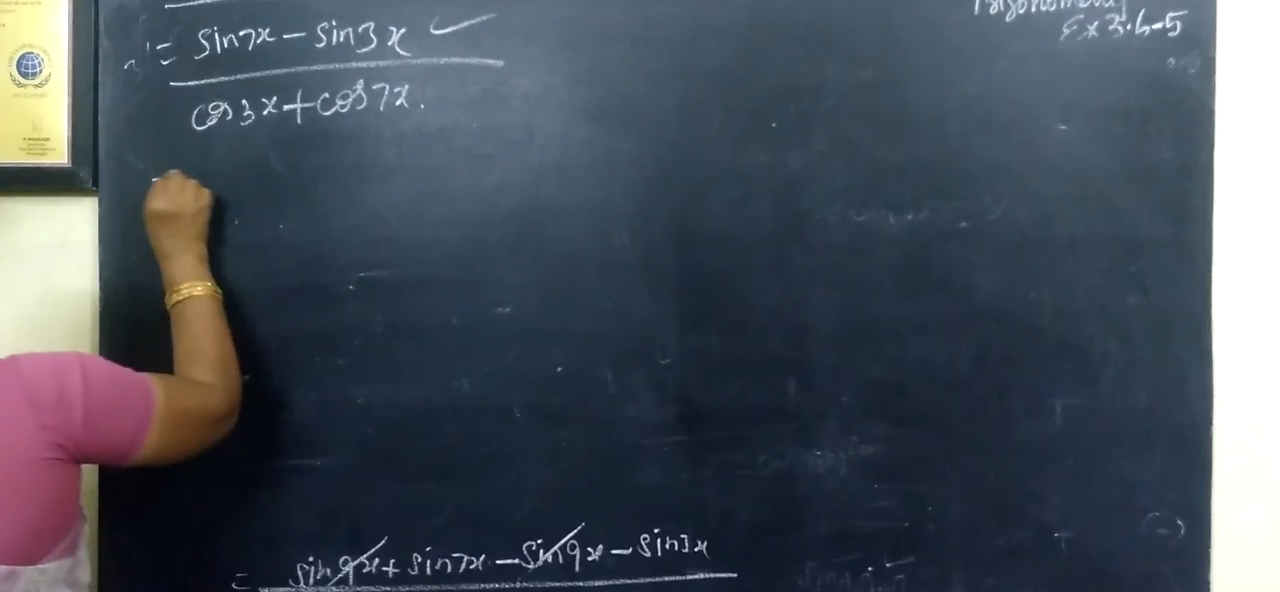 Trigonometry
Ex 3.6-5
= sin7x - sin3x ✓
cos3x + cos7x.
= sin9x + sin7x - sin9x - sin3x